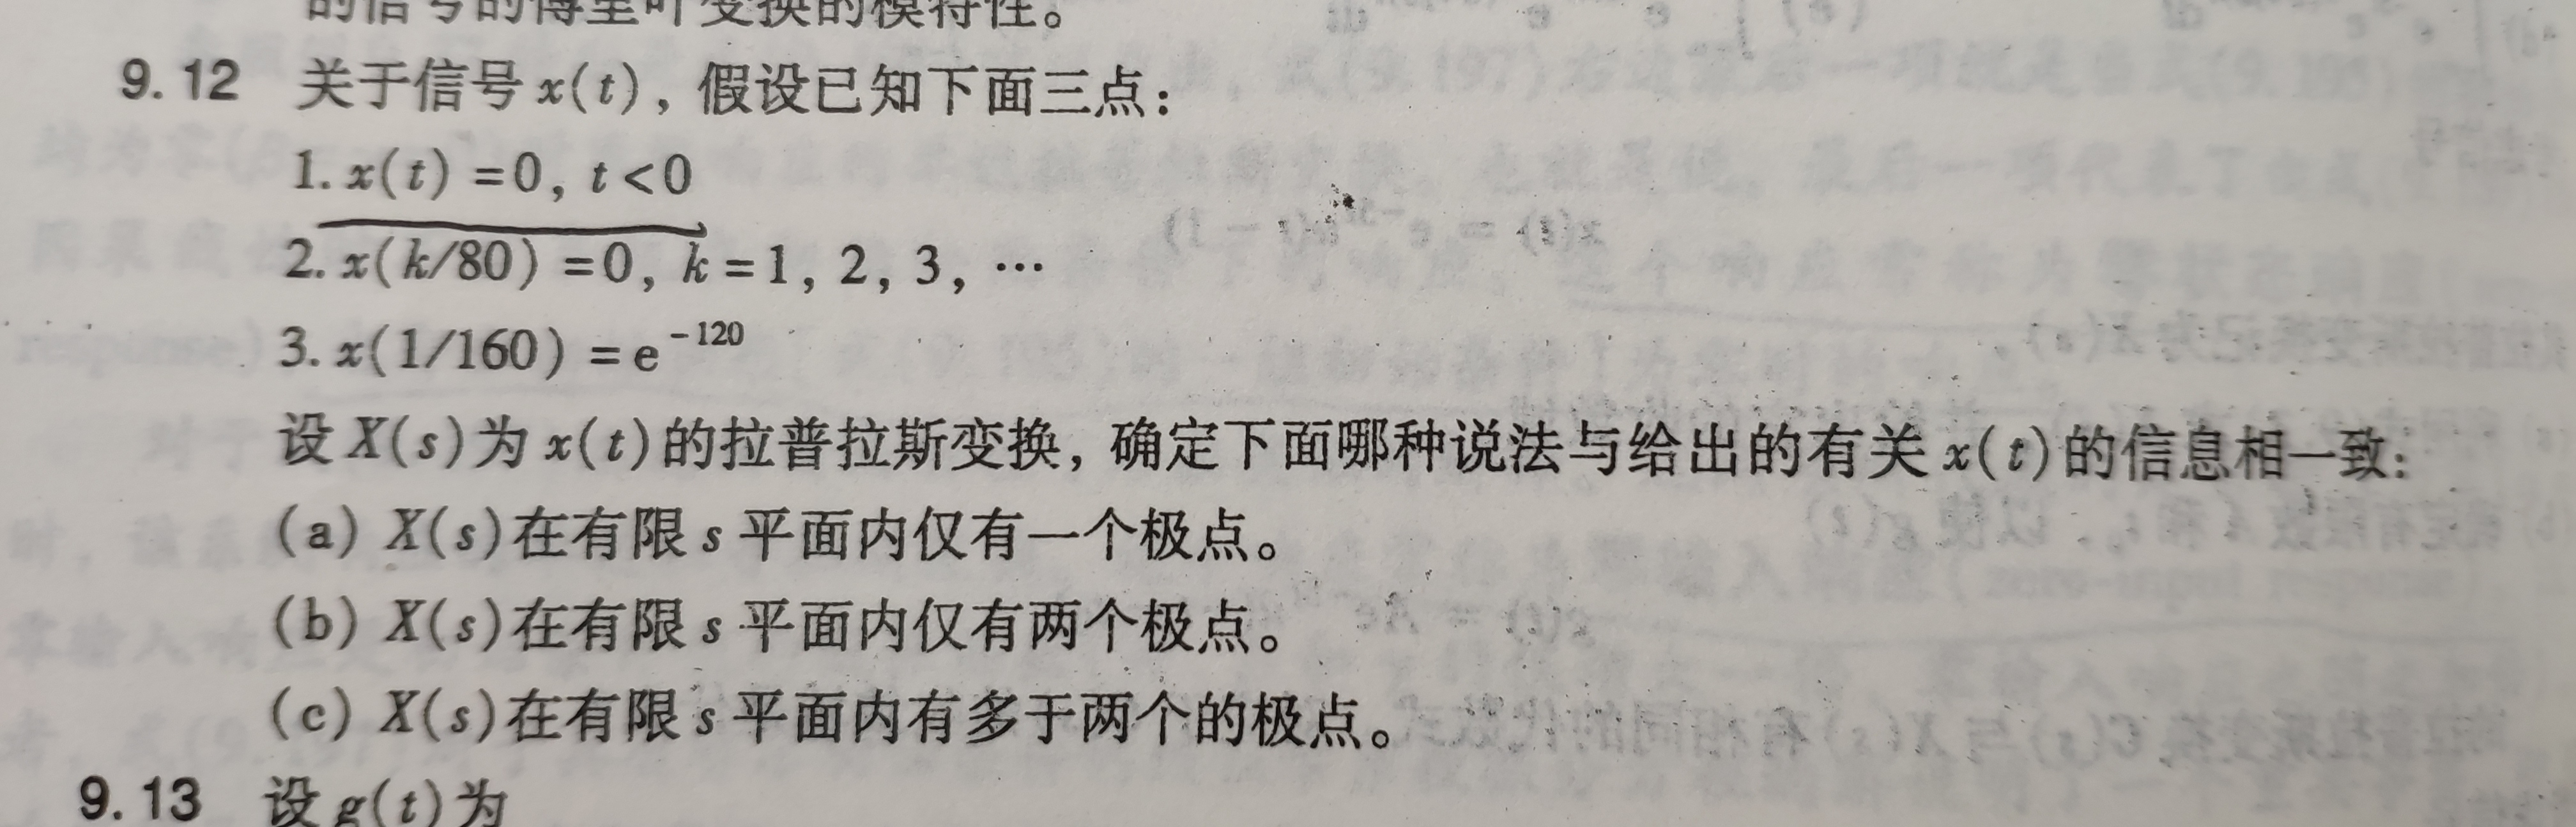 的信号的傅里叶变换的模特性。
9.12 关于信号 x(t)，假设已知下面三点：
1. x(t) = 0, t < 0
2. x(k/80) = 0, k = 1, 2, 3, …
3. x(1/160) = e^{-120}
设 X(s)为 x(t)的拉普拉斯变换，确定下面哪种说法与给出的有关 x(t)的信息相一致：
(a) X(s)在有限 s 平面内仅有一个极点。
(b) X(s)在有限 s 平面内仅有两个极点。
(c) X(s)在有限 s 平面内有多于两个的极点。
9.13 设 g(t)为